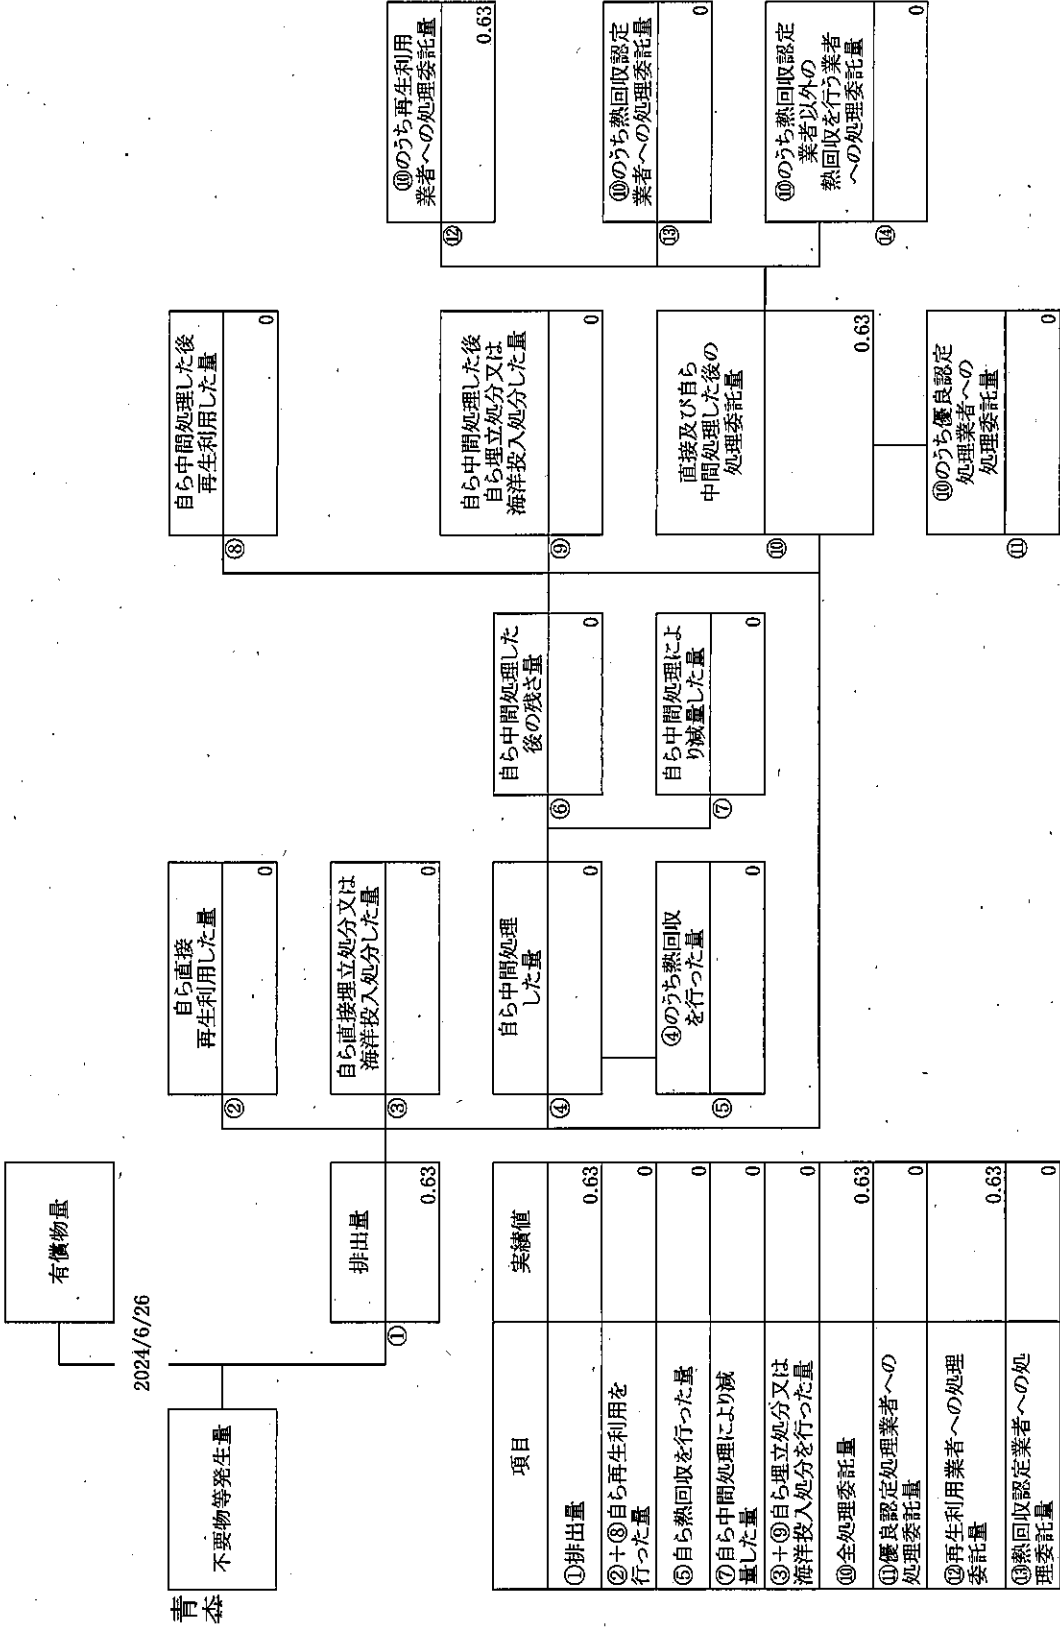 青
森
不要物等発生量
2024/6/26
有償物量
①
排出量
0.63
②
自ら直接
再生利用した量
0
③
自ら直接埋立処分又は
海洋投入処分した量
0
④
自ら中間処理
した量
0
⑤
④のうち熱回収
を行った量
0
⑥
自ら中間処理した
後の残さ量
0
⑦
自ら中間処理によ
り減量した量
0
⑧
自ら中間処理した後
再生利用した量
0
⑨
自ら中間処理した後
自ら埋立処分又は
海洋投入処分した量
0
⑩
直接及び自ら
中間処理した後の
処理委託量
0.63
⑪
⑩のうち優良認定
処理業者への
処理委託量
0
⑫
⑩のうち再生利用
業者への処理委託量
0.63
⑬
⑩のうち熱回収認定
業者への処理委託量
0
⑭
⑩のうち熱回収認定
業者以外の
熱回収を行う業者
への処理委託量
0
項目 実績値
①排出量 0.63
②+⑧自ら再生利用を
行った量 0
⑤自ら熱回収を行った量 0
⑦自ら中間処理により減
量した量 0
③+⑨自ら埋立処分又は
海洋投入処分を行った量 0
⑩全処理委託量 0.63
⑪優良認定処理業者への
処理委託量 0
⑫再生利用業者への処理
委託量 0.63
⑬熱回収認定業者への処
理委託量 0